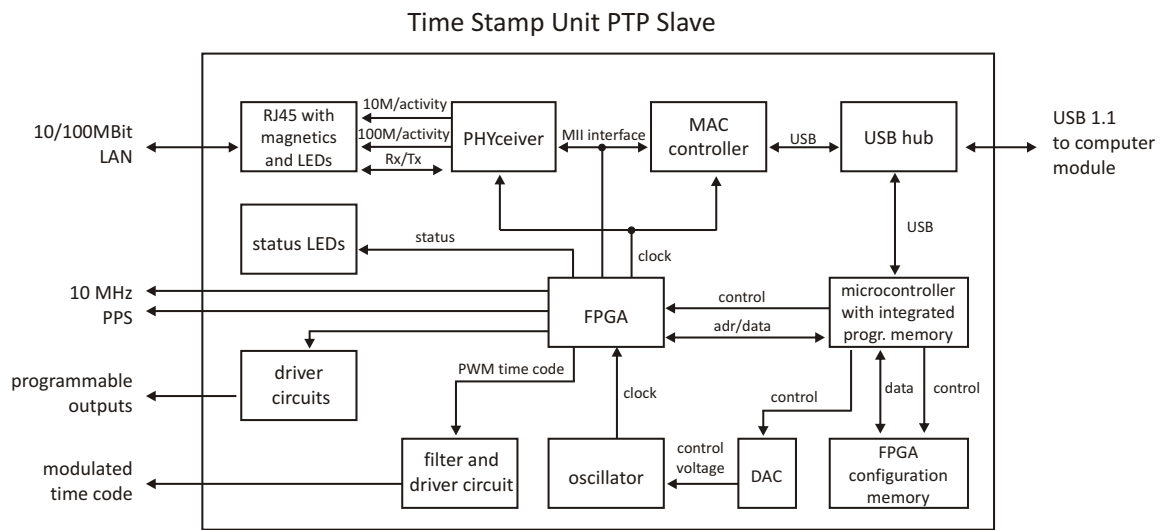 Time Stamp Unit PTP Slave
10/100MBit
LAN
RJ45 with
magnetics
and LEDs
10M/activity
100M/activity
Rx/Tx
PHYceiver
MII interface
MAC
controller
USB
USB hub
USB 1.1
to computer
module
status LEDs
status
clock
USB
10 MHz
PPS
FPGA
control
adr/data
microcontroller
with integrated
progr. memory
programmable
outputs
driver
circuits
PWM time code
clock
control
data
control
modulated
time code
filter and
driver circuit
oscillator
control
voltage
DAC
FPGA
configuration
memory